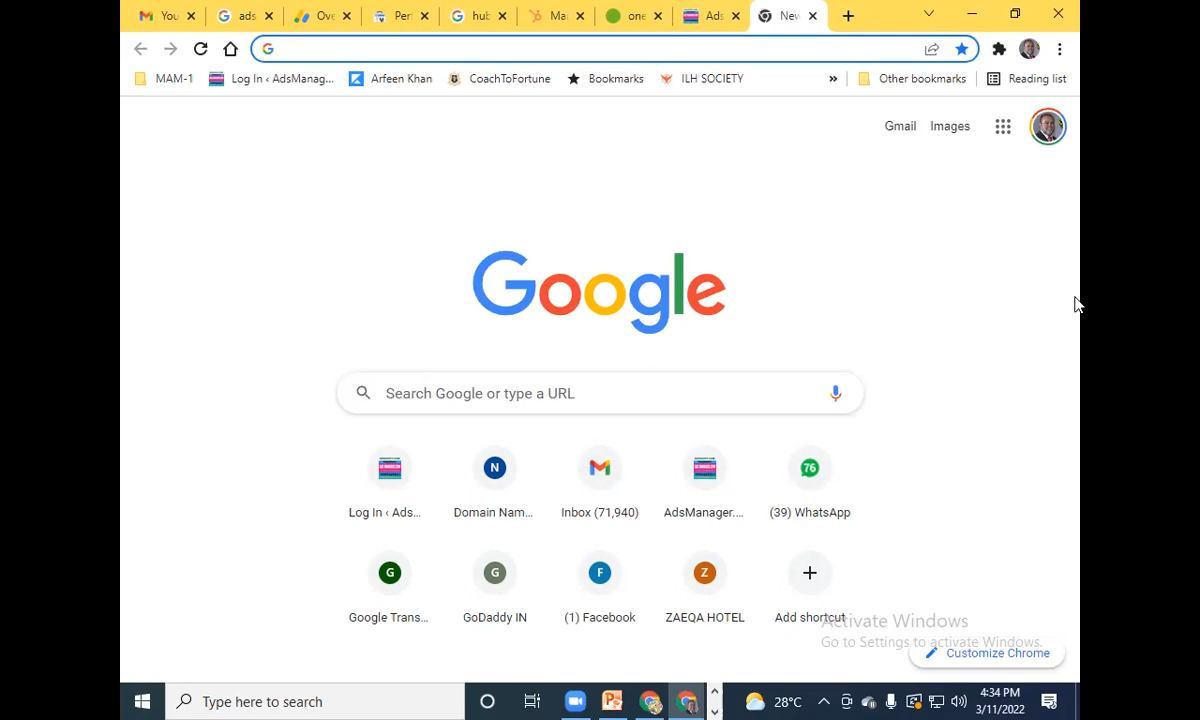 You
ads
Ove
Per
hub
Ma
one
Ads
New
MAM-1
Log In ‹ AdsManag...
Arfeen Khan
CoachToFortune
Bookmarks
ILH SOCIETY
»
Other bookmarks
Reading list
Gmail
Images
Google
Search Google or type a URL
N
76
Log In ‹ Ads...
Domain Nam...
Inbox (71,940)
AdsManager....
(39) WhatsApp
G
G
F
Z
Google Trans...
GoDaddy IN
(1) Facebook
ZAEQA HOTEL
Add shortcut
Activate Windows
Go to Settings to activate Windows.
Customize Chrome
Type here to search
28°C
4:34 PM
3/11/2022